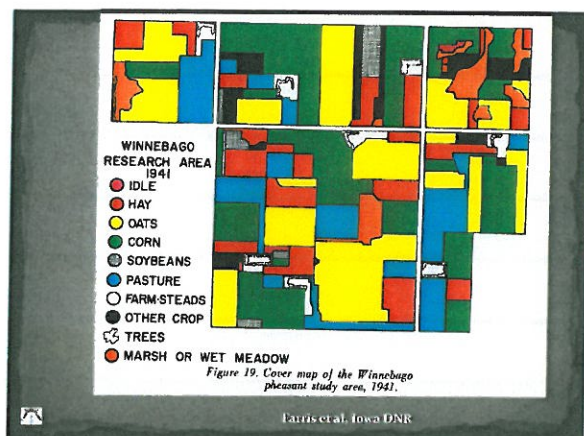 WINNEBAGO
RESEARCH AREA
1941
IDLE
HAY
OATS
CORN
SOYBEANS
PASTURE
FARM-STEADS
OTHER CROP
TREES
MARSH OR WET MEADOW
Figure 19. Cover map of the Winnebago
pheasant study area, 1941.
Farris et al, Iowa DNR